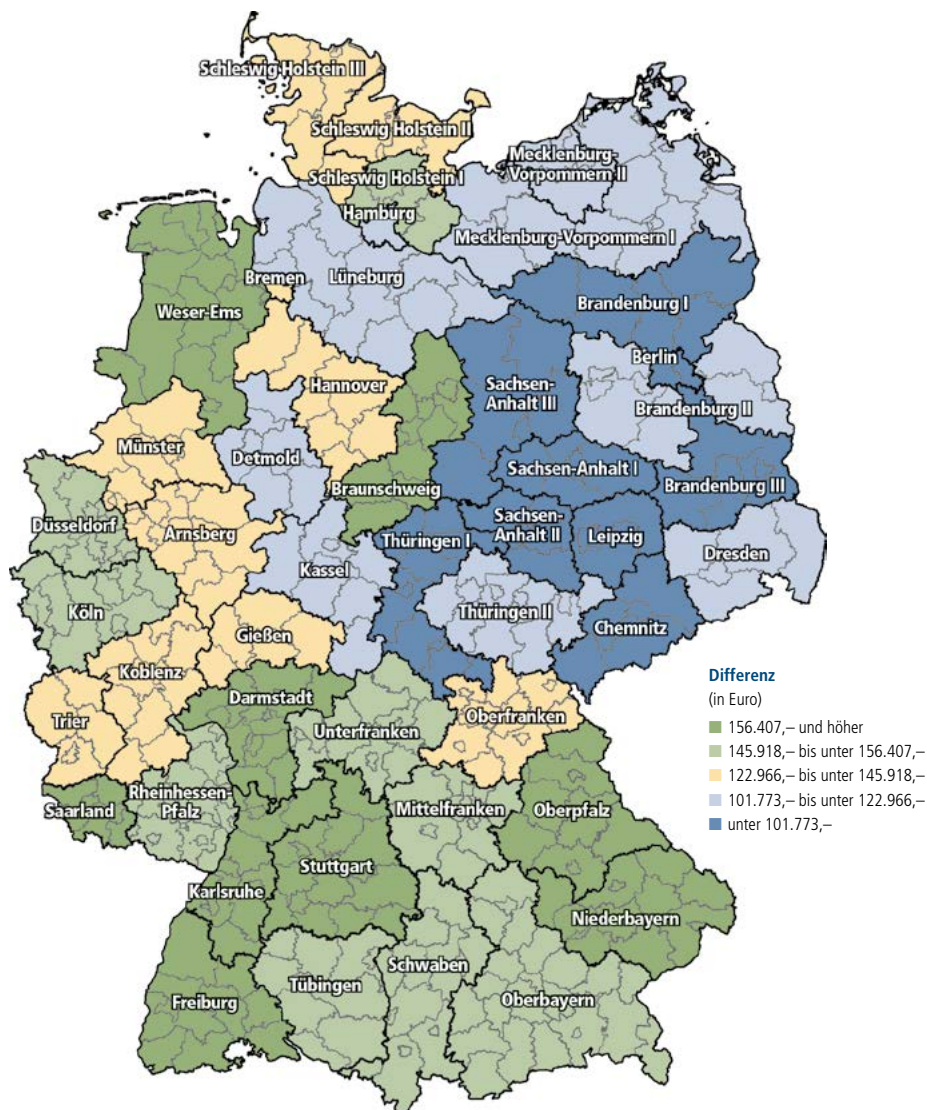 Schleswig Holstein III
Schleswig Holstein II
Mecklenburg-
Vorpommern II
Schleswig Holstein I
Hamburg
Mecklenburg-Vorpommern I
Bremen
Lüneburg
Weser-Ems
Brandenburg I
Berlin
Hannover
Sachsen-
Anhalt III
Brandenburg II
Münster
Detmold
Sachsen-Anhalt I
Braunschweig
Brandenburg III
Düsseldorf
Arnsberg
Thüringen I
Sachsen-
Anhalt II
Leipzig
Dresden
Kassel
Köln
Thüringen II
Chemnitz
Gießen
Koblenz
Darmstadt
Trier
Unterfranken
Oberfranken
Differenz
(in Euro)
156.407,– und höher
145.918,– bis unter 156.407,–
122.966,– bis unter 145.918,–
101.773,– bis unter 122.966,–
unter 101.773,–
Saarland
Rheinhessen-
Pfalz
Mittelfranken
Oberpfalz
Stuttgart
Karlsruhe
Niederbayern
Schwaben
Tübingen
Freiburg
Oberbayern